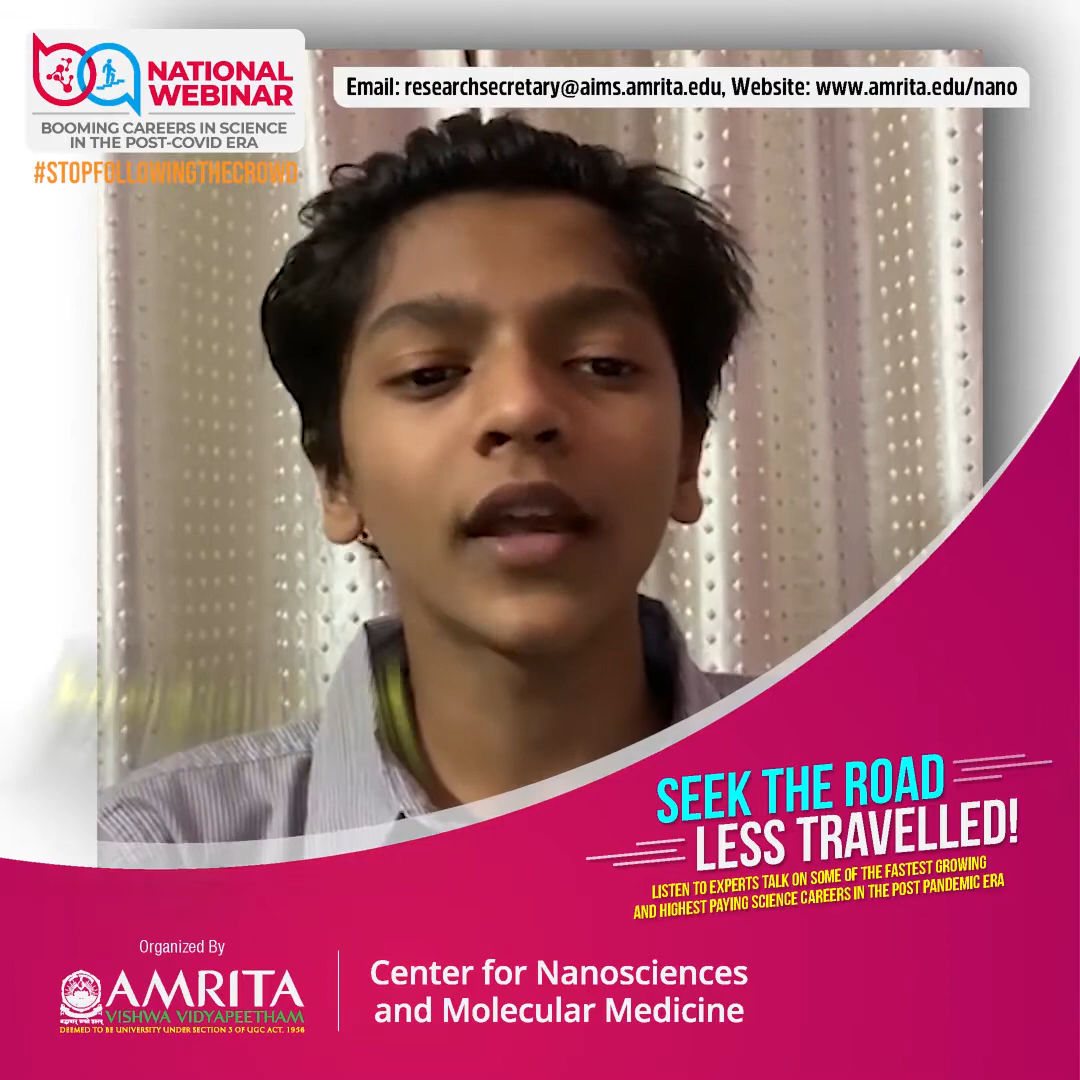 NATIONAL
WEBINAR
BOOMING CAREERS IN SCIENCE
IN THE POST-COVID ERA
#STOPFOLLOWINGTHECROWD
Email: researchsecretary@aims.amrita.edu, Website: www.amrita.edu/nano
SEEK THE ROAD
LESS TRAVELLED!
LISTEN TO EXPERTS TALK ON SOME OF THE FASTEST GROWING
AND HIGHEST PAYING SCIENCE CAREERS IN THE POST PANDEMIC ERA
Organized By
AMRITA
VISHWA VIDYAPEETHAM
DEEMED TO BE UNIVERSITY UNDER SECTION 3 OF UGC ACT, 1956
Center for Nanosciences
and Molecular Medicine